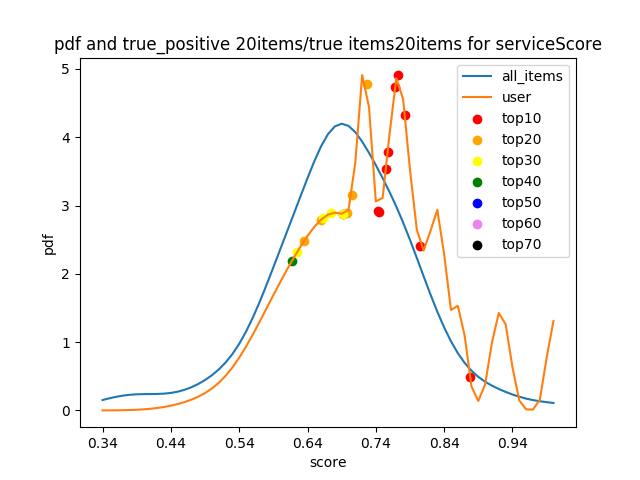 pdf and true_positive 20items/true items20items for serviceScore
all_items
user
top10
top20
top30
top40
top50
top60
top70
5
4
3
2
1
0
pdf
0.34 0.44 0.54 0.64 0.74 0.84 0.94
score